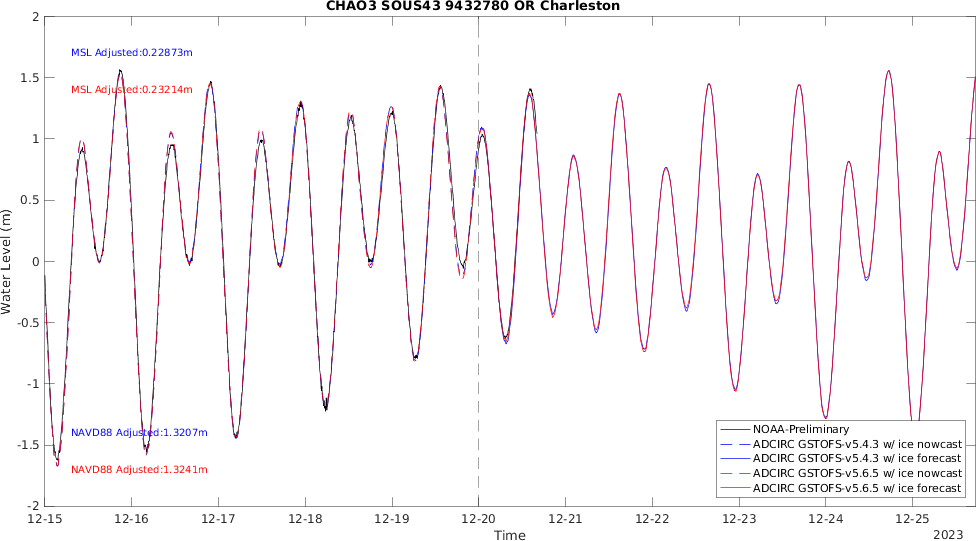 CHAO3 SOUS43 9432780 OR Charleston
2
MSL Adjusted:0.22873m
1.5
MSL Adjusted:0.23214m
1
0.5
0
Water Level (m)
-0.5
-1
NAVD88 Adjusted:1.3207m
-1.5
NAVD88 Adjusted:1.3241m
-2
NOAA-Preliminary
ADCIRC GSTOFS-v5.4.3 w/ ice nowcast
ADCIRC GSTOFS-v5.4.3 w/ ice forecast
ADCIRC GSTOFS-v5.6.5 w/ ice nowcast
ADCIRC GSTOFS-v5.6.5 w/ ice forecast
12-15 12-16 12-17 12-18 12-19 12-20 12-21 12-22 12-23 12-24 12-25
Time
2023